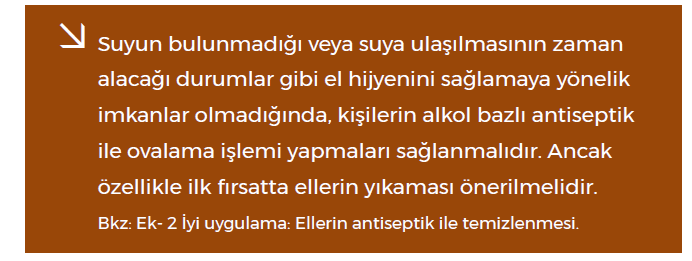 Suyun bulunmadığı veya suya ulaşılmasının zaman
alacağı durumlar gibi el hijyenini sağlamaya yönelik
imkanlar olmadığında, kişilerin alkol bazlı antiseptik
ile ovalama işlemi yapmaları sağlanmalıdır. Ancak
özellikle ilk fırsatta ellerin yıkaması önerilmelidir.
Bkz: Ek- 2 İyi uygulama: Ellerin antiseptik ile temizlenmesi.